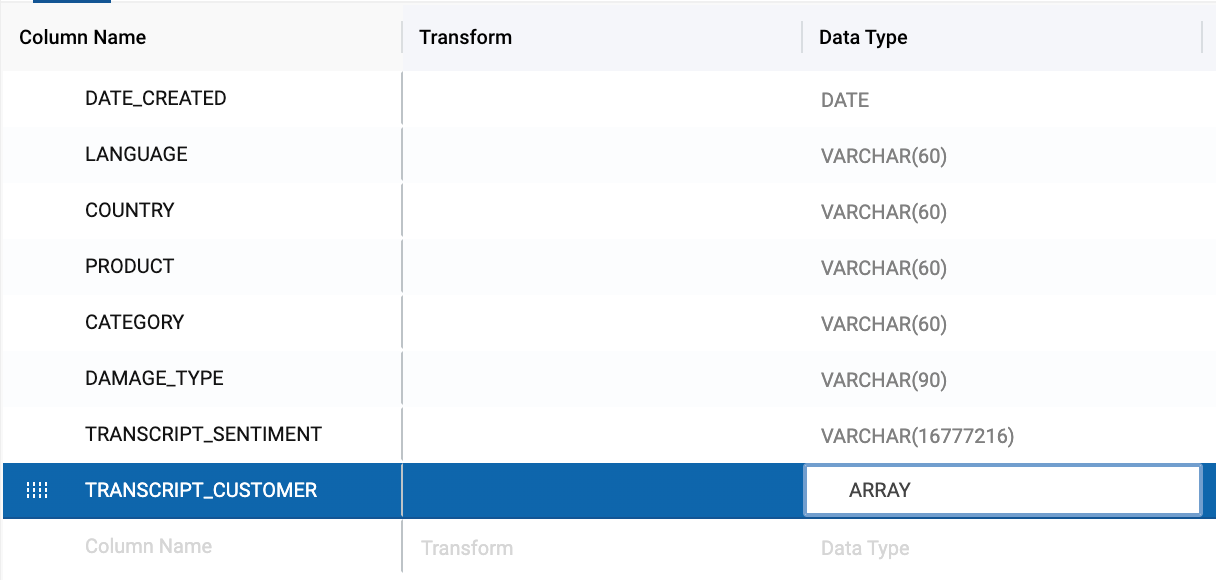 Column Name Transform Data Type
DATE_CREATED DATE
LANGUAGE VARCHAR(60)
COUNTRY VARCHAR(60)
PRODUCT VARCHAR(60)
CATEGORY VARCHAR(60)
DAMAGE_TYPE VARCHAR(90)
TRANSCRIPT_SENTIMENT VARCHAR(16777216)
TRANSCRIPT_CUSTOMER ARRAY
Column Name Transform Data Type